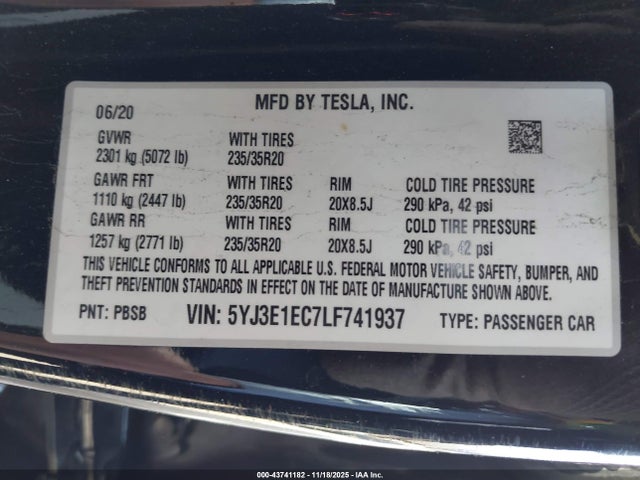 MFD BY TESLA, INC.
06/20
GVWR WITH TIRES
2301 kg (5072 lb) 235/35R20
GAWR FRT WITH TIRES RIM COLD TIRE PRESSURE
1110 kg (2447 lb) 235/35R20 20X8.5J 290 kPa, 42 psi
GAWR RR WITH TIRES RIM COLD TIRE PRESSURE
1257 kg (2771 lb) 235/35R20 20X8.5J 290 kPa, 42 psi
THIS VEHICLE CONFORMS TO ALL APPLICABLE U.S. FEDERAL MOTOR VEHICLE SAFETY, BUMPER, AND
THEFT PREVENTION STANDARDS IN EFFECT ON THE DATE OF MANUFACTURE SHOWN ABOVE.
PNT: PBSB VIN: 5YJ3E1EC7LF741937 TYPE: PASSENGER CAR
000-43741182 - 11/18/2025 - IAA Inc.